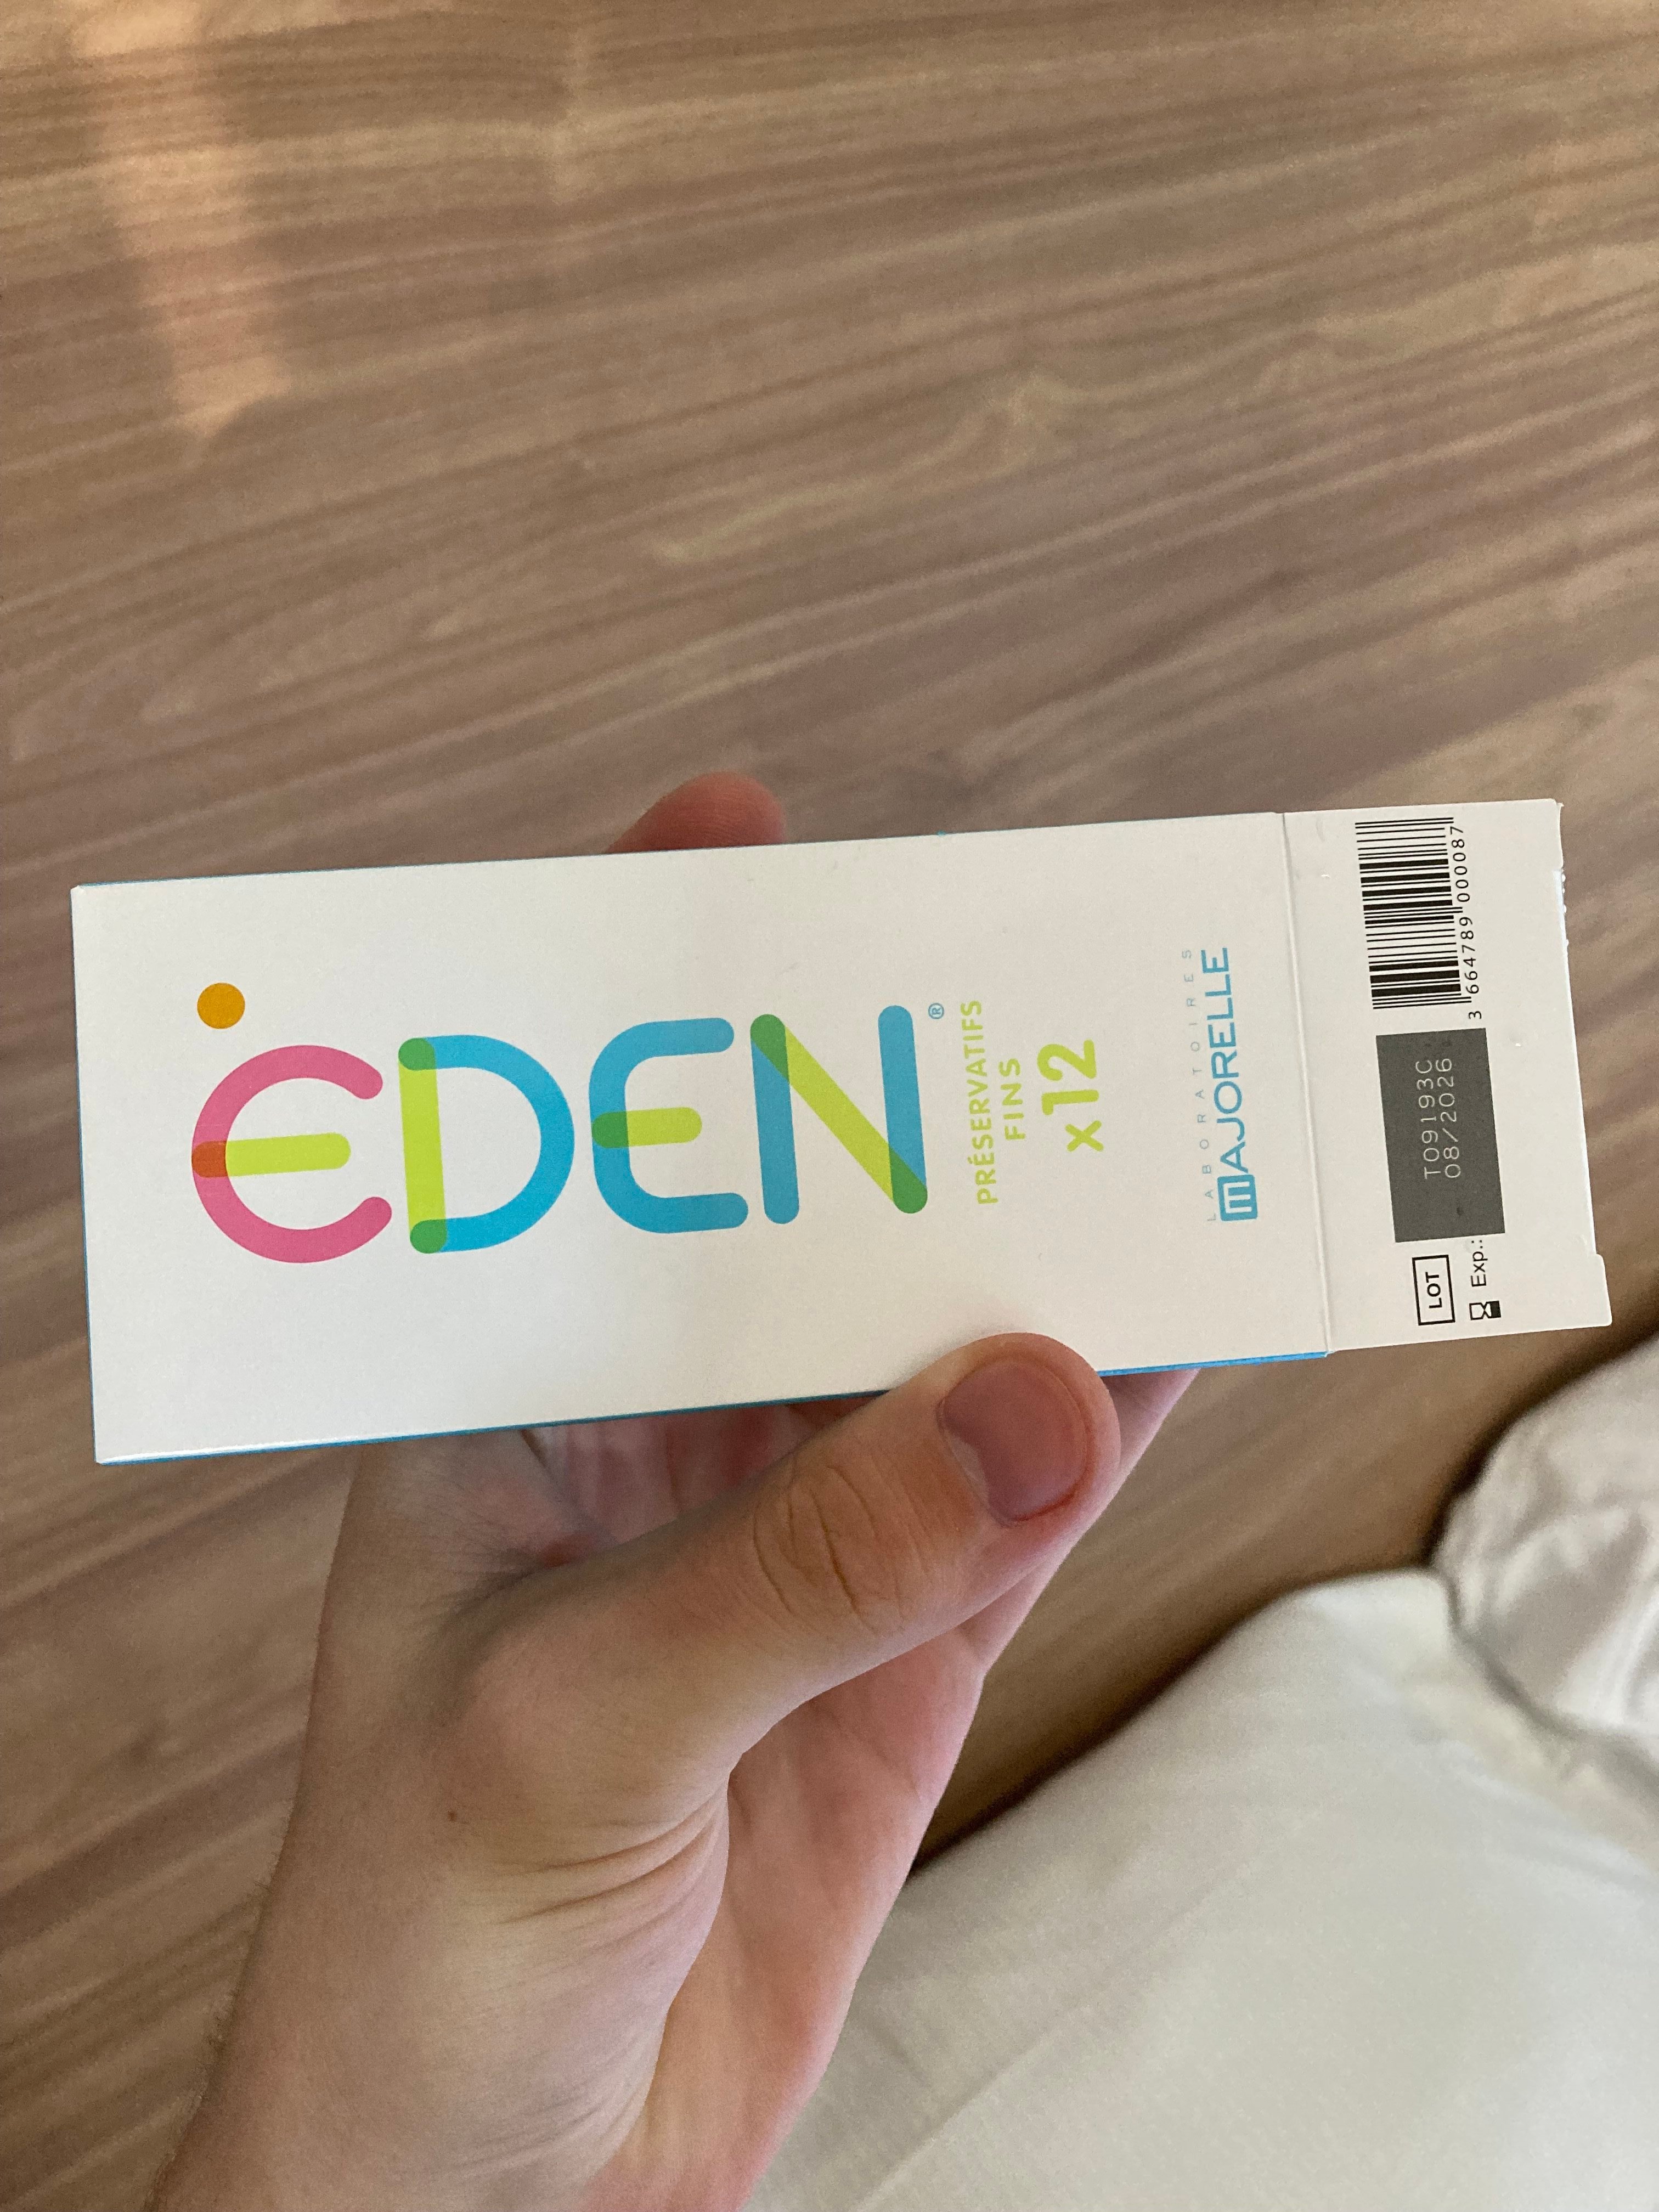 EDEN®
PRÉSERVATIFS
FINS
x12
LABORATOIRES
MAJORELLE
LOT
T09193C
Exp.:
08/2026
3 664789 000087